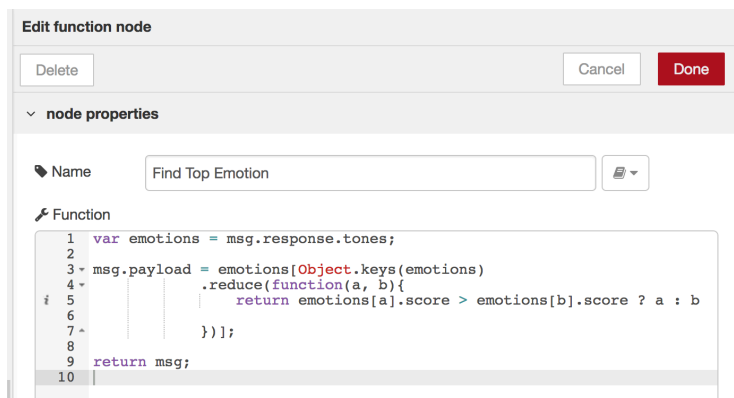 Edit function node
Delete Cancel Done
node properties
Name Find Top Emotion
Function
1 var emotions = msg.response.tones;
2
3 msg.payload = emotions[Object.keys(emotions)
4 .reduce(function(a, b){
i 5 return emotions[a].score > emotions[b].score ? a : b
6
7 })];
8
9 return msg;
10